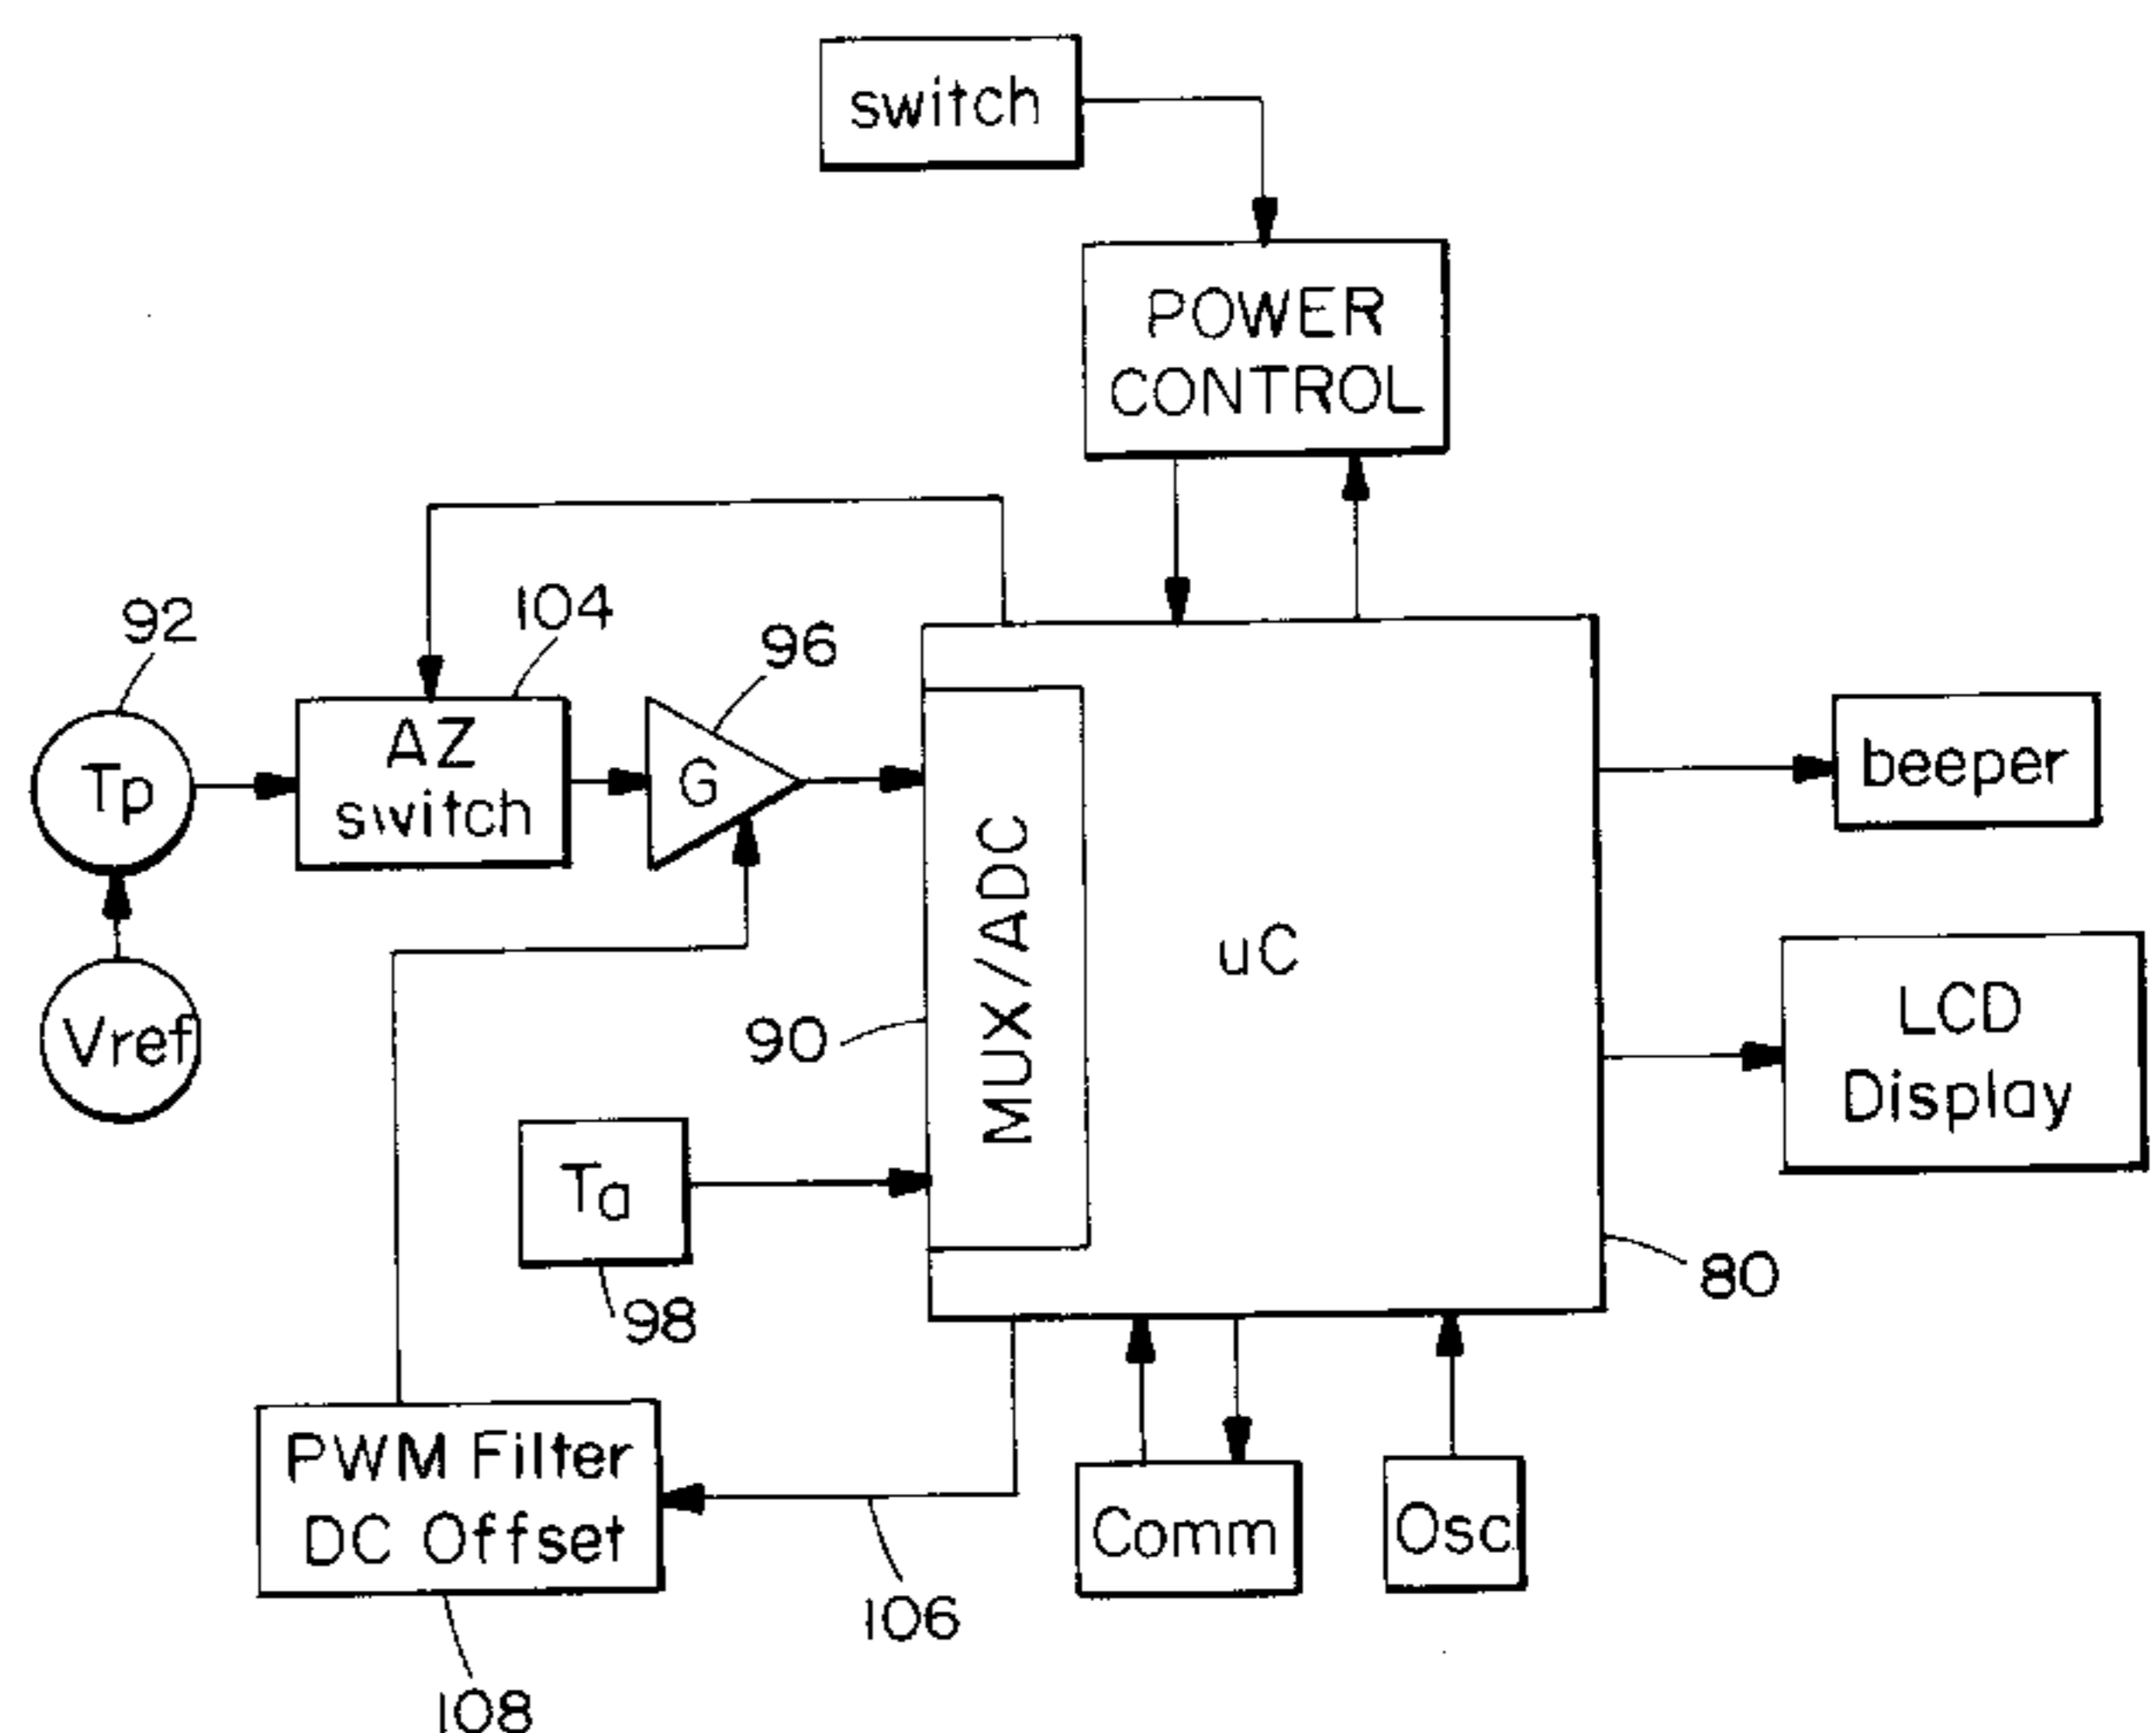 switch
POWER
CONTROL
92
104
96
Tp
AZ
switch
G
beeper
MUX/ADC
uC
Vref
90
LCD
Display
Ta
98
80
PWM Filter
DC Offset
Comm
Osc
106
108